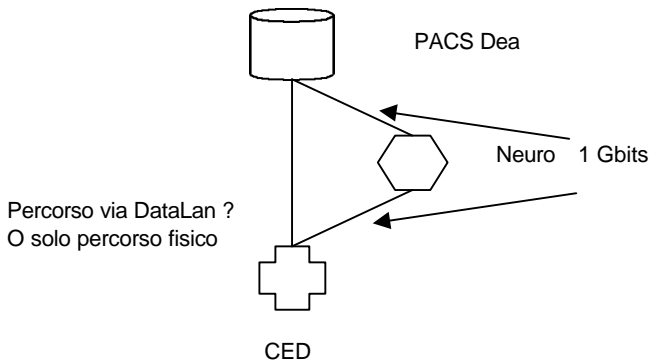 PACS Dea
Neuro 1 Gbits
Percorso via DataLan ?
O solo percorso fisico
CED